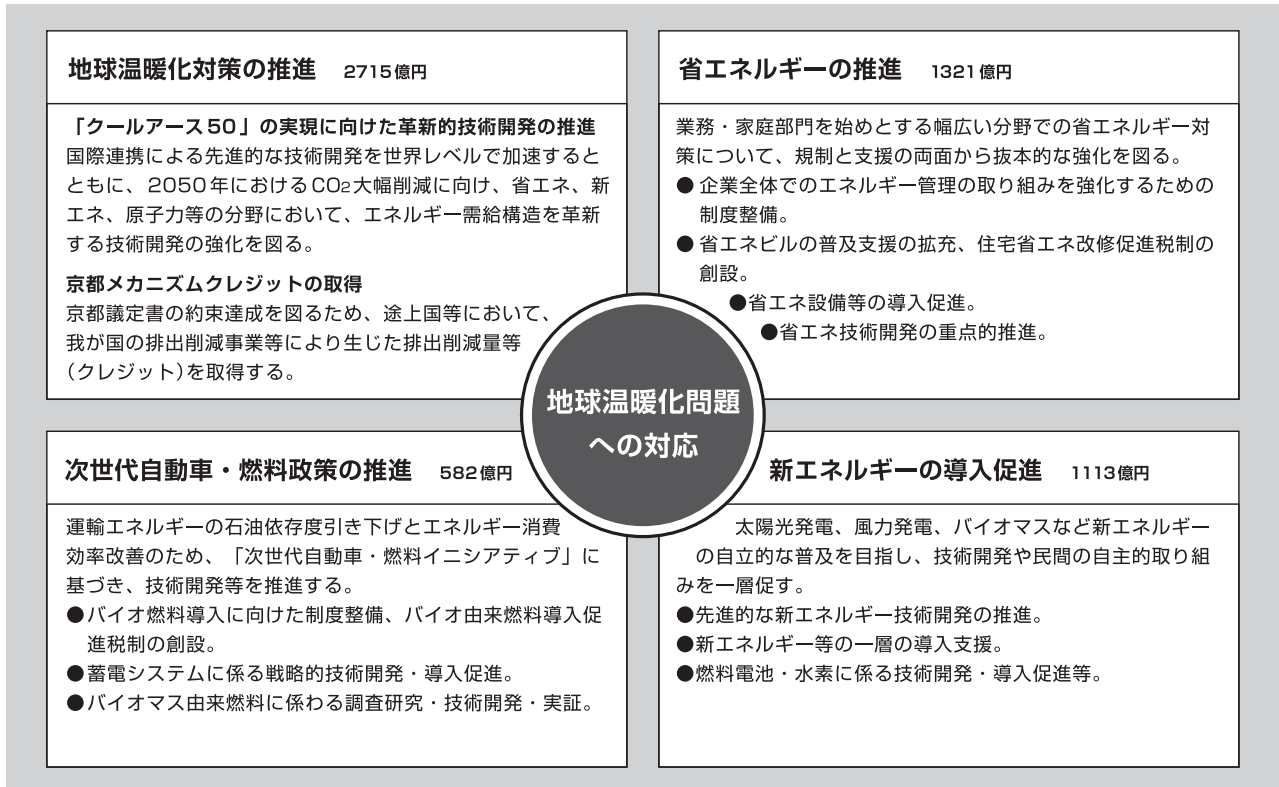 地球温暖化対策の推進 2715億円
「クールアース50」の実現に向けた革新的技術開発の推進
国際連携による先進的な技術開発を世界レベルで加速すると
ともに、2050年におけるCO2大幅削減に向け、省エネ、新
エネ、原子力等の分野において、エネルギー需給構造を革新
する技術開発の強化を図る。
京都メカニズムクレジットの取得
京都議定書の約束達成を図るため、途上国等において、
我が国の排出削減事業等により生じた排出削減量等
(クレジット)を取得する。
省エネルギーの推進 1321億円
業務・家庭部門を始めとする幅広い分野での省エネルギー対
策について、規制と支援の両面から抜本的な強化を図る。
●企業全体でのエネルギー管理の取り組みを強化するための
制度整備。
●省エネビルの普及支援の拡充、住宅省エネ改修促進税制の
創設。
●省エネ設備等の導入促進。
●省エネ技術開発の重点的推進。
地球温暖化問題
への対応
次世代自動車・燃料政策の推進 582億円
運輸エネルギーの石油依存度引き下げとエネルギー消費
効率改善のため、「次世代自動車・燃料イニシアティブ」に
基づき、技術開発等を推進する。
●バイオ燃料導入に向けた制度整備、バイオ由来燃料導入促
進税制の創設。
●蓄電システムに係る戦略的技術開発・導入促進。
●バイオマス由来燃料に係わる調査研究・技術開発・実証。
新エネルギーの導入促進 1113億円
太陽光発電、風力発電、バイオマスなど新エネルギー
の自立的な普及を目指し、技術開発や民間の自主的取り組
みを一層促す。
●先進的な新エネルギー技術開発の推進。
●新エネルギー等の一層の導入支援。
●燃料電池・水素に係る技術開発・導入促進等。